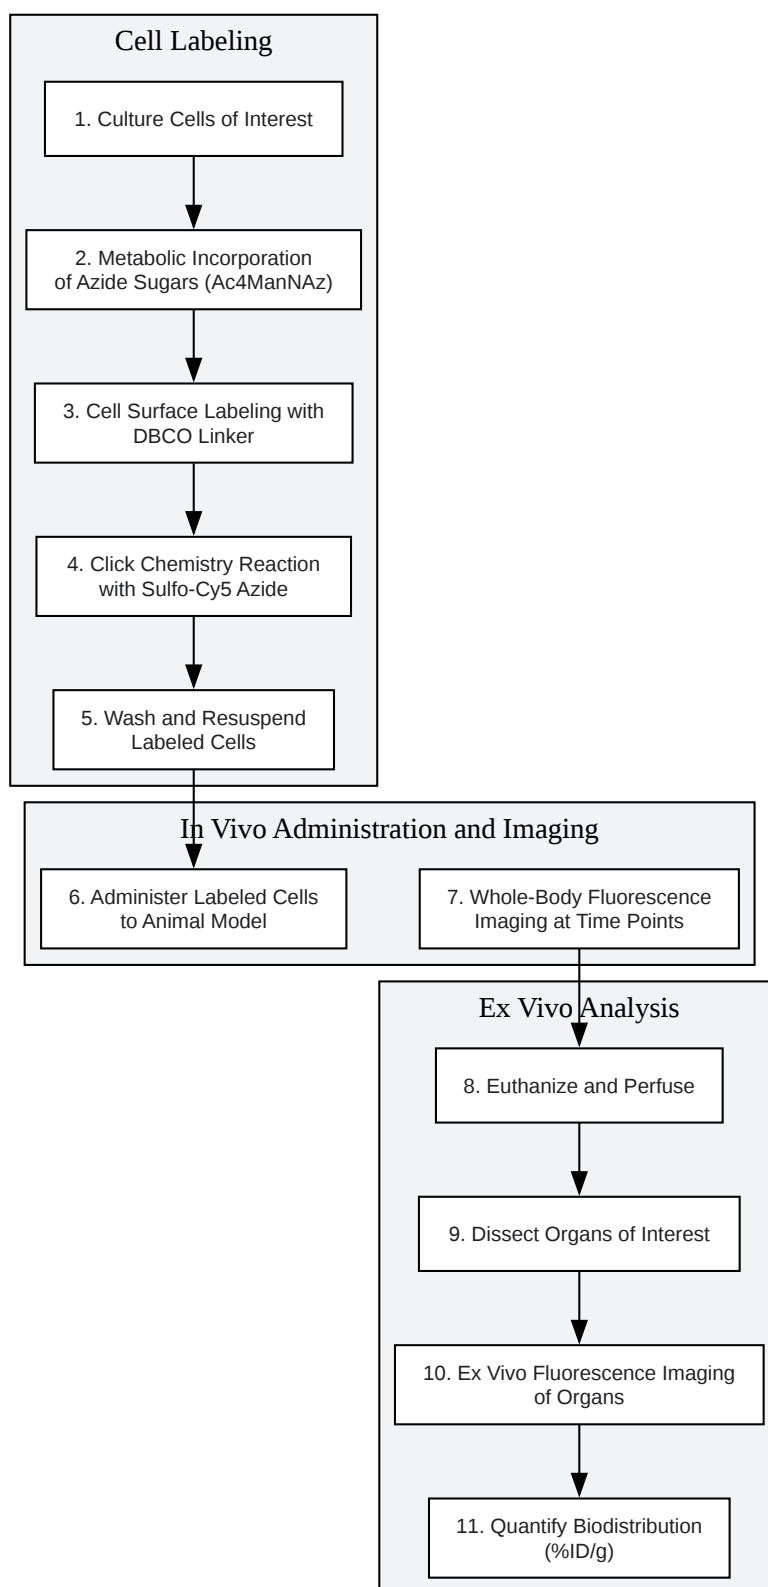 Cell Labeling
1. Culture Cells of Interest
2. Metabolic Incorporation
of Azide Sugars (Ac4ManNAz)
3. Cell Surface Labeling with
DBCO Linker
4. Click Chemistry Reaction
with Sulfo-Cy5 Azide
5. Wash and Resuspend
Labeled Cells
In Vivo Administration and Imaging
6. Administer Labeled Cells
to Animal Model
7. Whole-Body Fluorescence
Imaging at Time Points
Ex Vivo Analysis
8. Euthanize and Perfuse
9. Dissect Organs of Interest
10. Ex Vivo Fluorescence Imaging
of Organs
11. Quantify Biodistribution
(%ID/g)